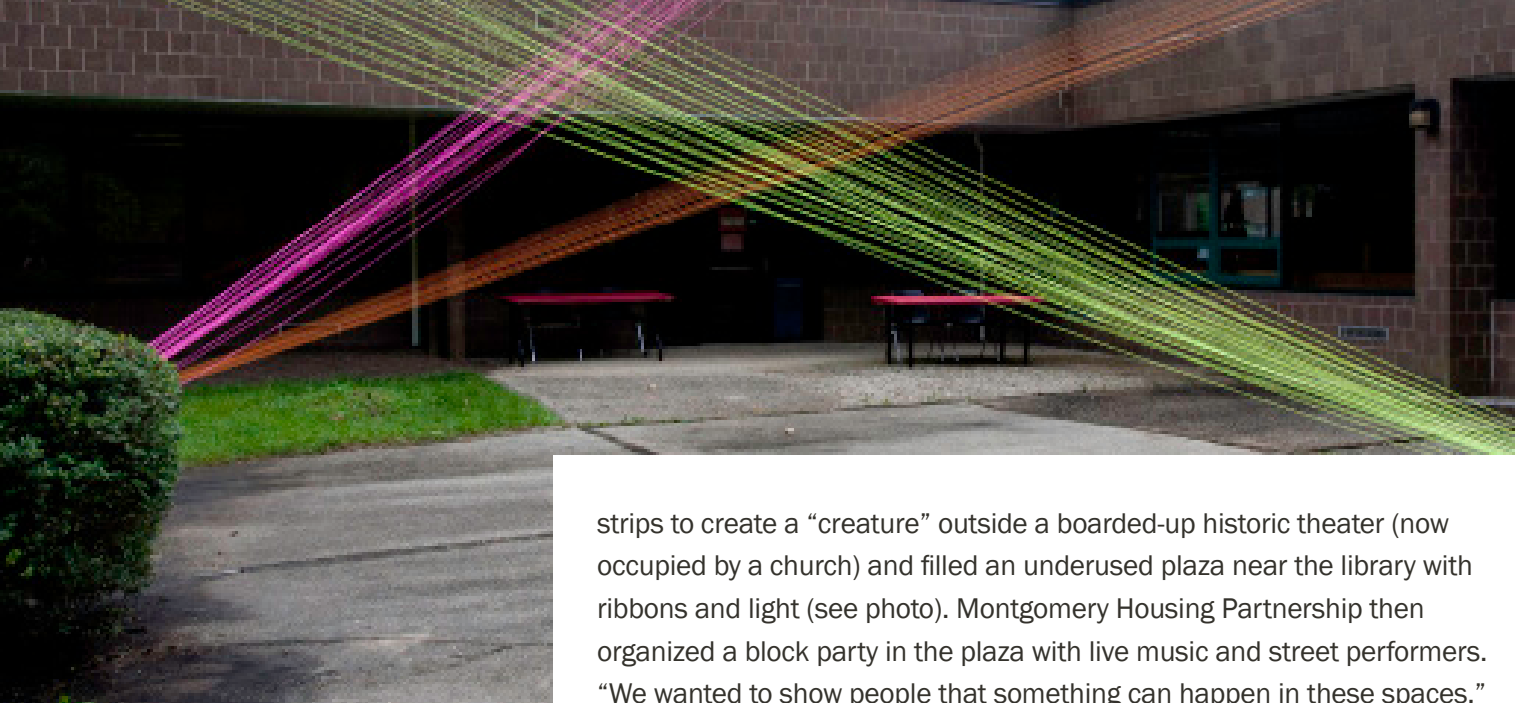 strips to create a “creature” outside a boarded-up historic theater (now
occupied by a church) and filled an underused plaza near the library with
ribbons and light (see photo). Montgomery Housing Partnership then
organized a block party in the plaza with live music and street performers.
“We wanted to show people that something can happen in these spaces,”